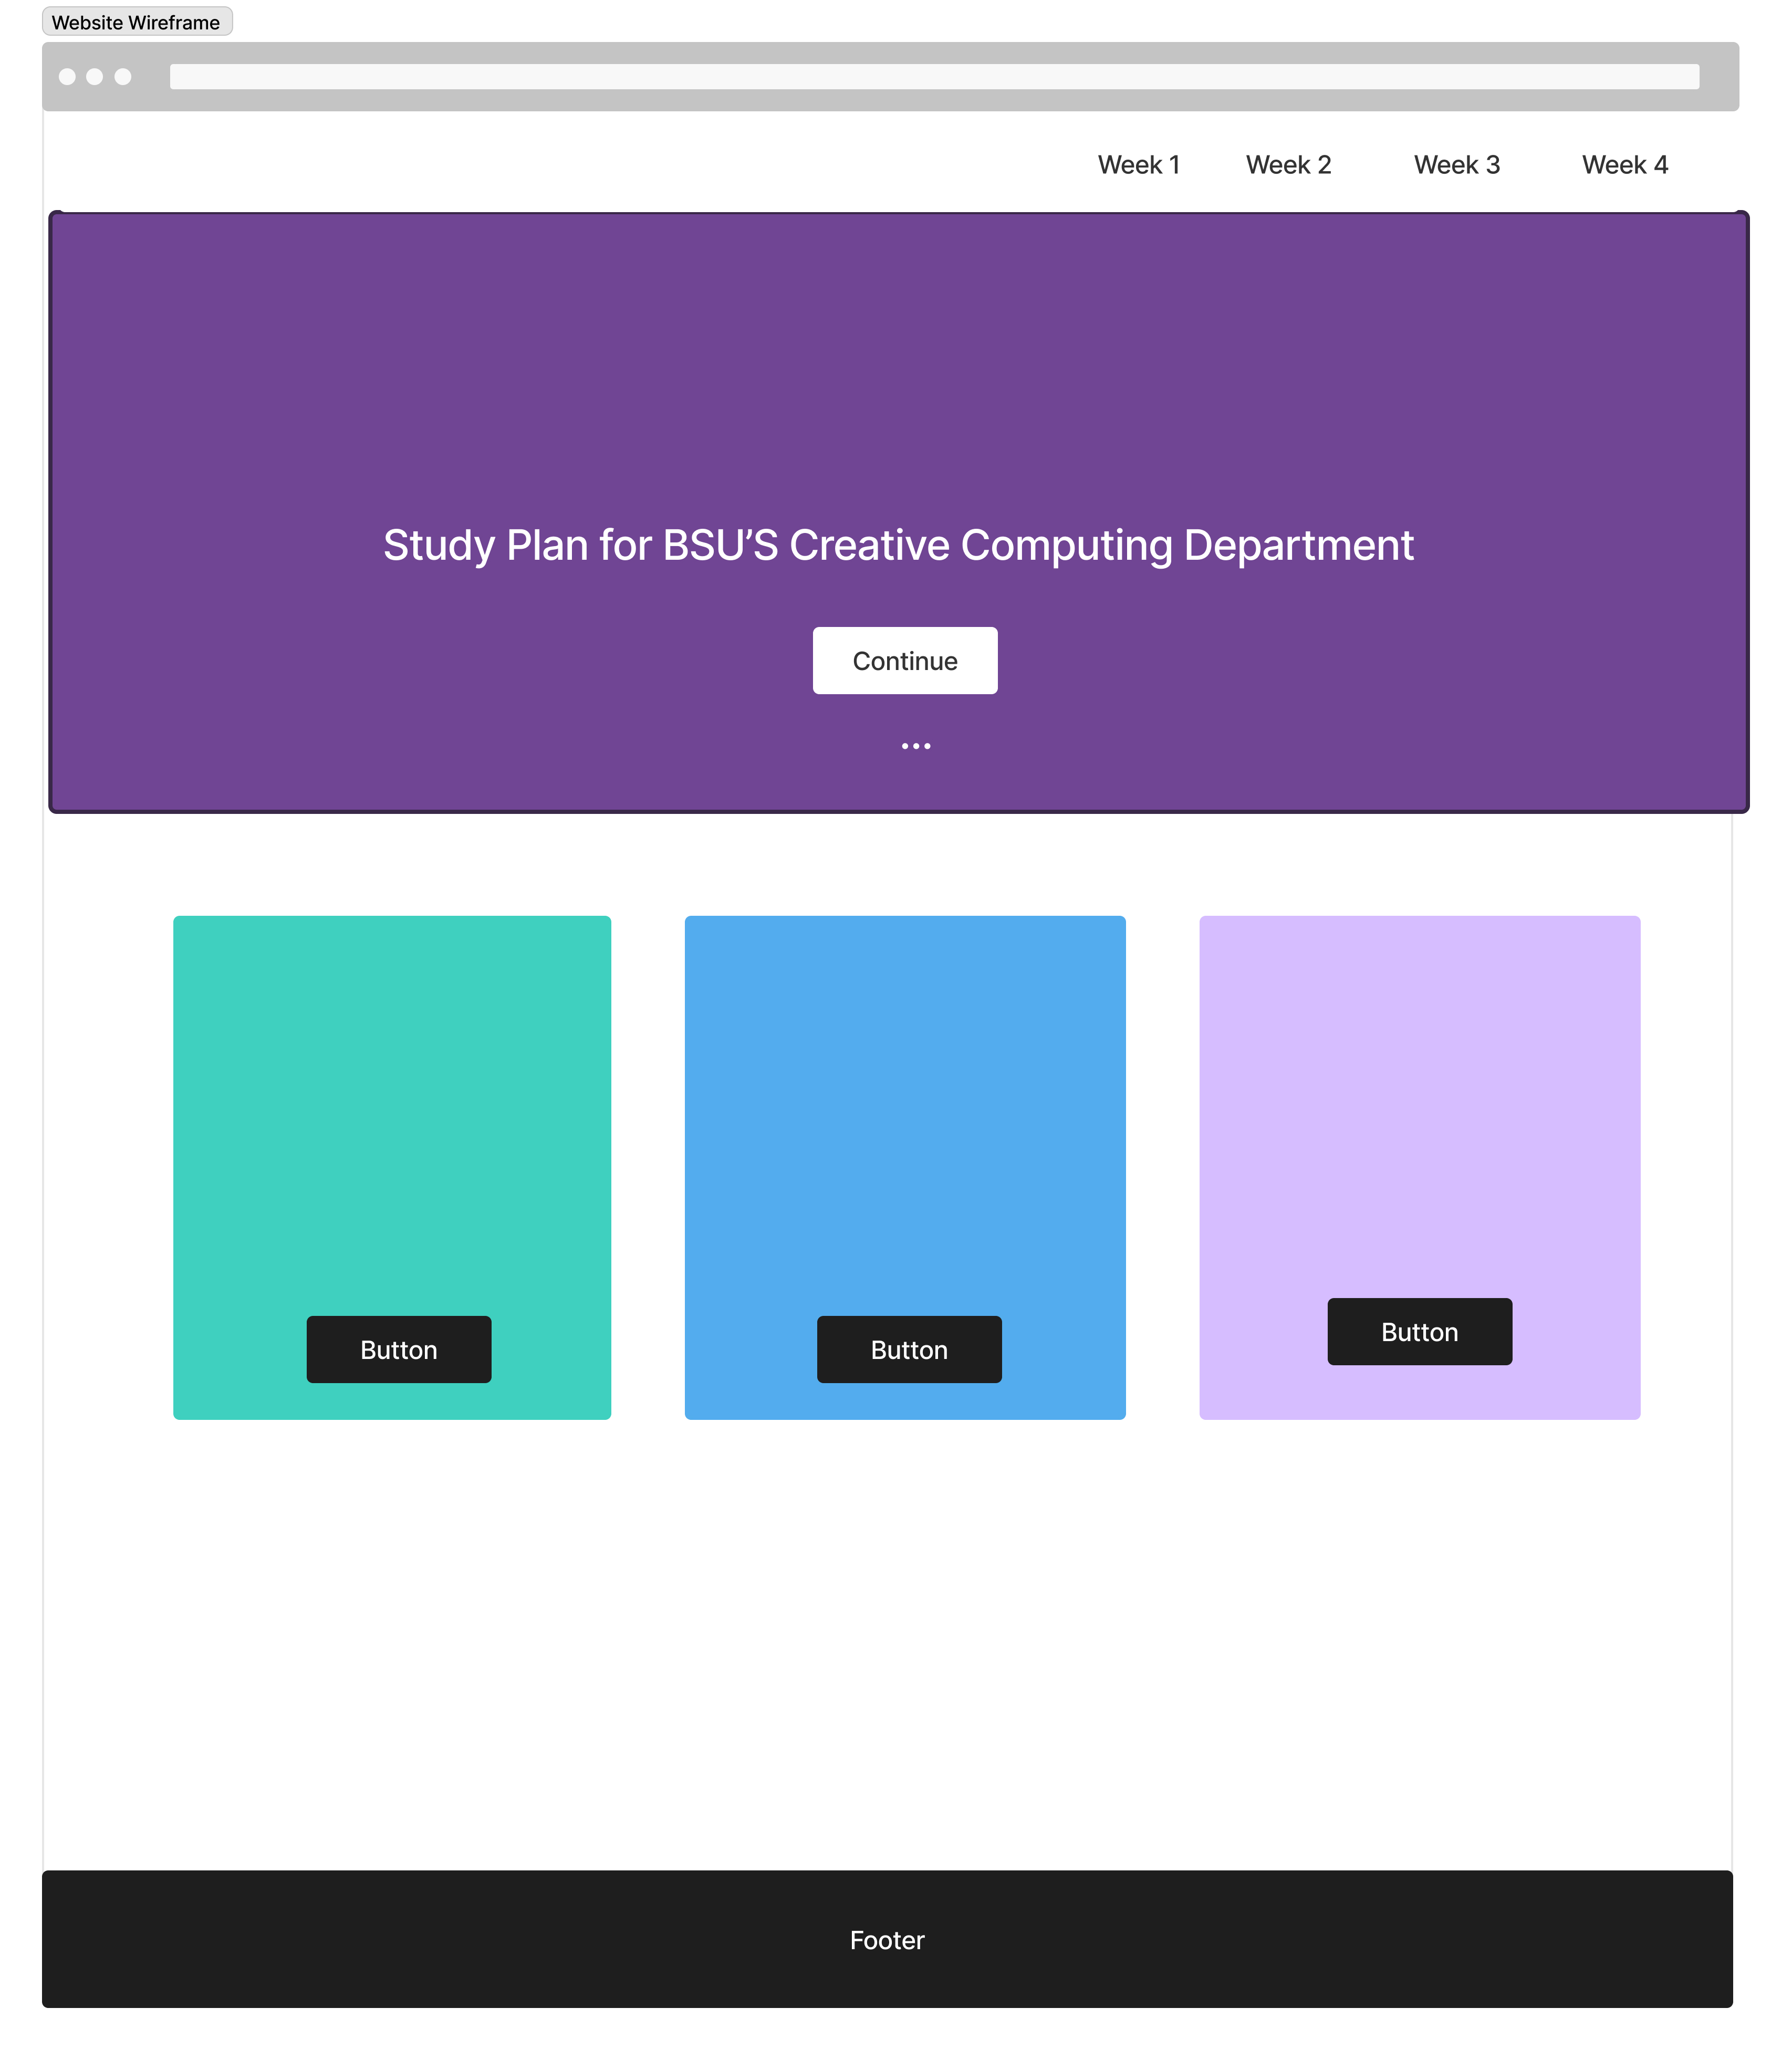 Website Wireframe
Week 1 Week 2 Week 3 Week 4
Study Plan for BSU’S Creative Computing Department
Continue
...
Button Button Button
Footer